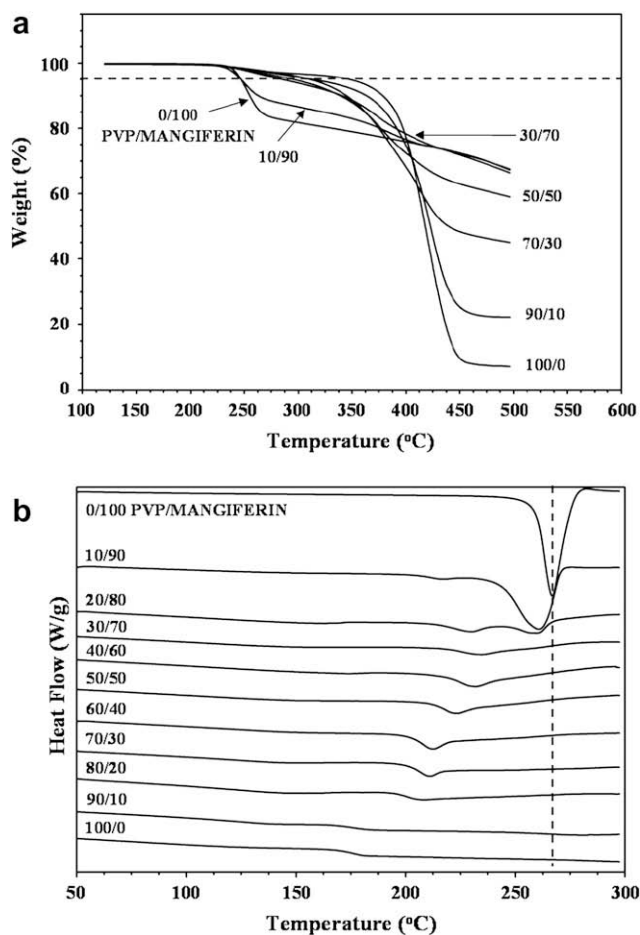 a
100
80
60
40
20
0
Weight (%)
0/100
PVP/MANGIFERIN
10/90
30/70
50/50
70/30
90/10
100/0
100 150 200 250 300 350 400 450 500 550 600
Temperature (°C)
b
Heat Flow (W/g)
0/100 PVP/MANGIFERIN
10/90
20/80
30/70
40/60
50/50
60/40
70/30
80/20
90/10
100/0
50 100 150 200 250 300
Temperature (°C)